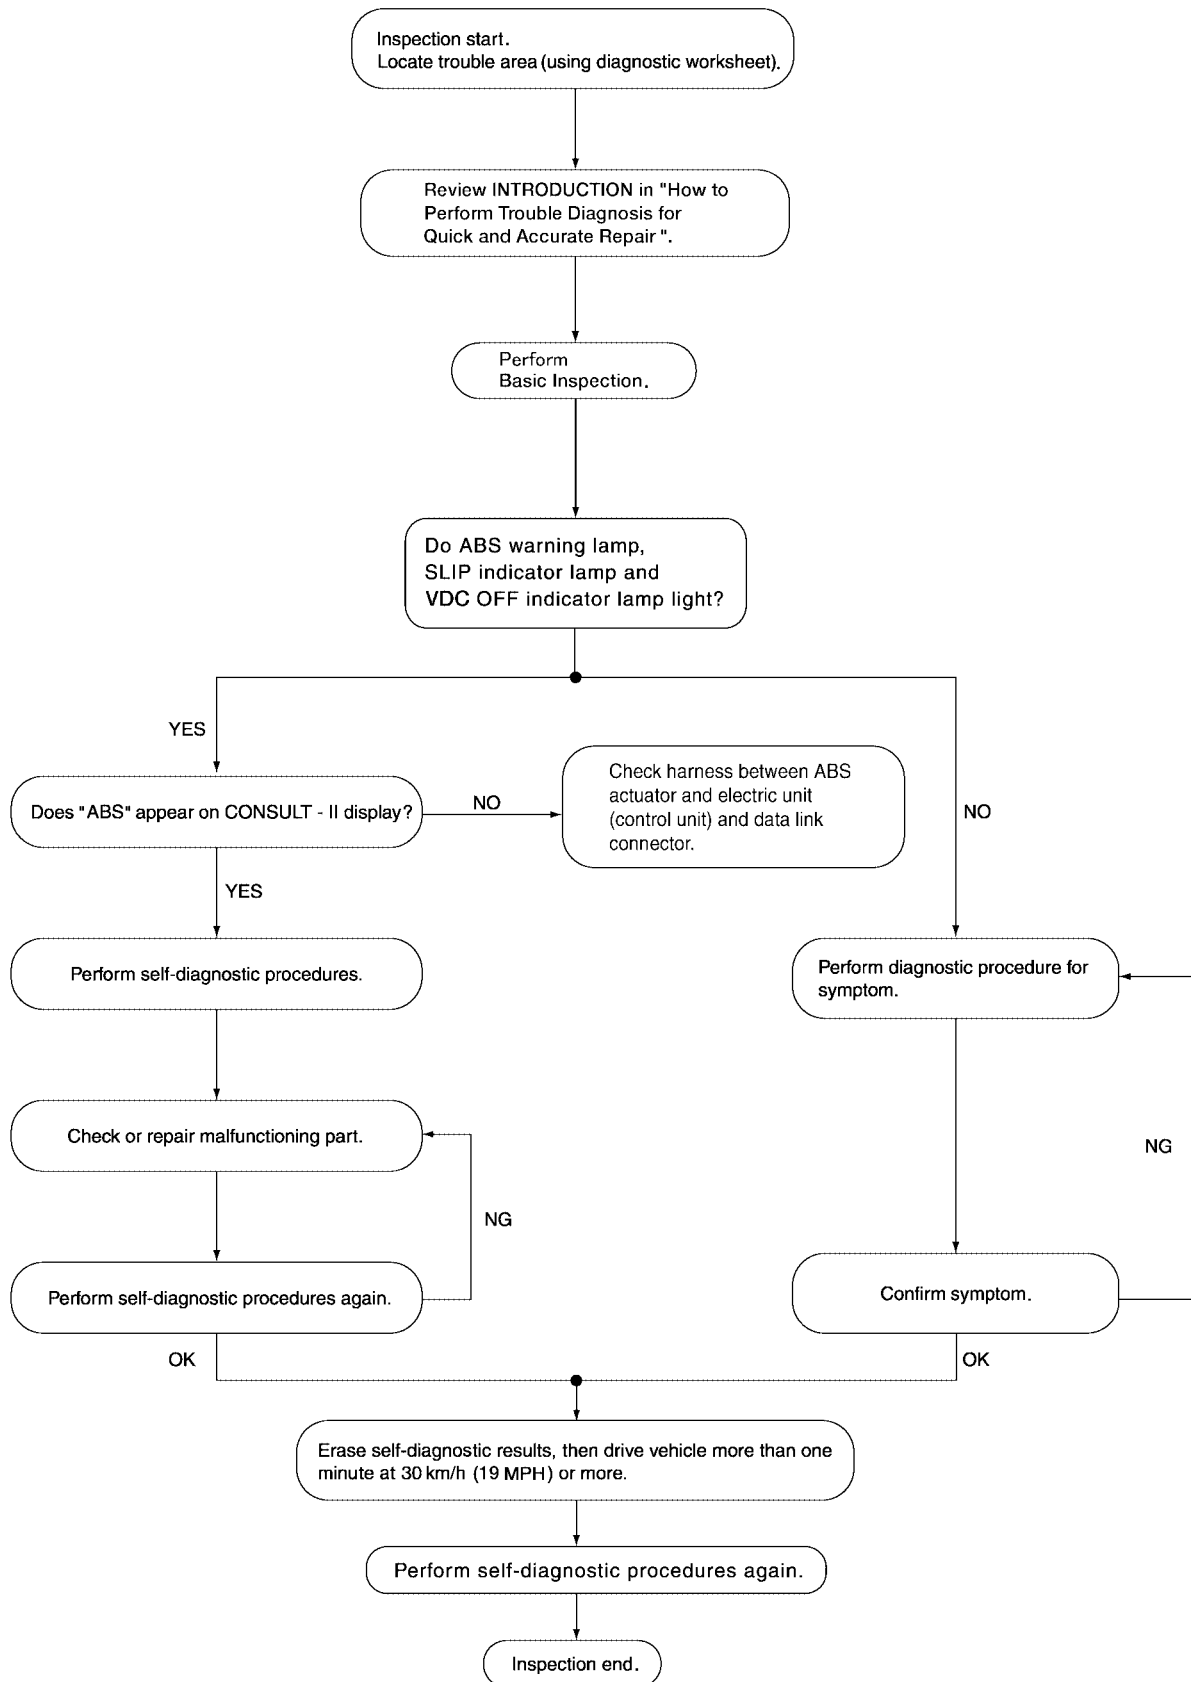 Inspection start.
Locate trouble area (using diagnostic worksheet).
Review INTRODUCTION in "How to
Perform Trouble Diagnosis for
Quick and Accurate Repair ".
Perform
Basic Inspection.
Do ABS warning lamp,
SLIP indicator lamp and
VDC OFF indicator lamp light?
YES
NO
Does "ABS" appear on CONSULT - II display?
NO
Check harness between ABS
actuator and electric unit
(control unit) and data link
connector.
YES
Perform self-diagnostic procedures.
Perform diagnostic procedure for
symptom.
Check or repair malfunctioning part.
NG
NG
Perform self-diagnostic procedures again.
Confirm symptom.
OK
OK
Erase self-diagnostic results, then drive vehicle more than one
minute at 30 km/h (19 MPH) or more.
Perform self-diagnostic procedures again.
Inspection end.